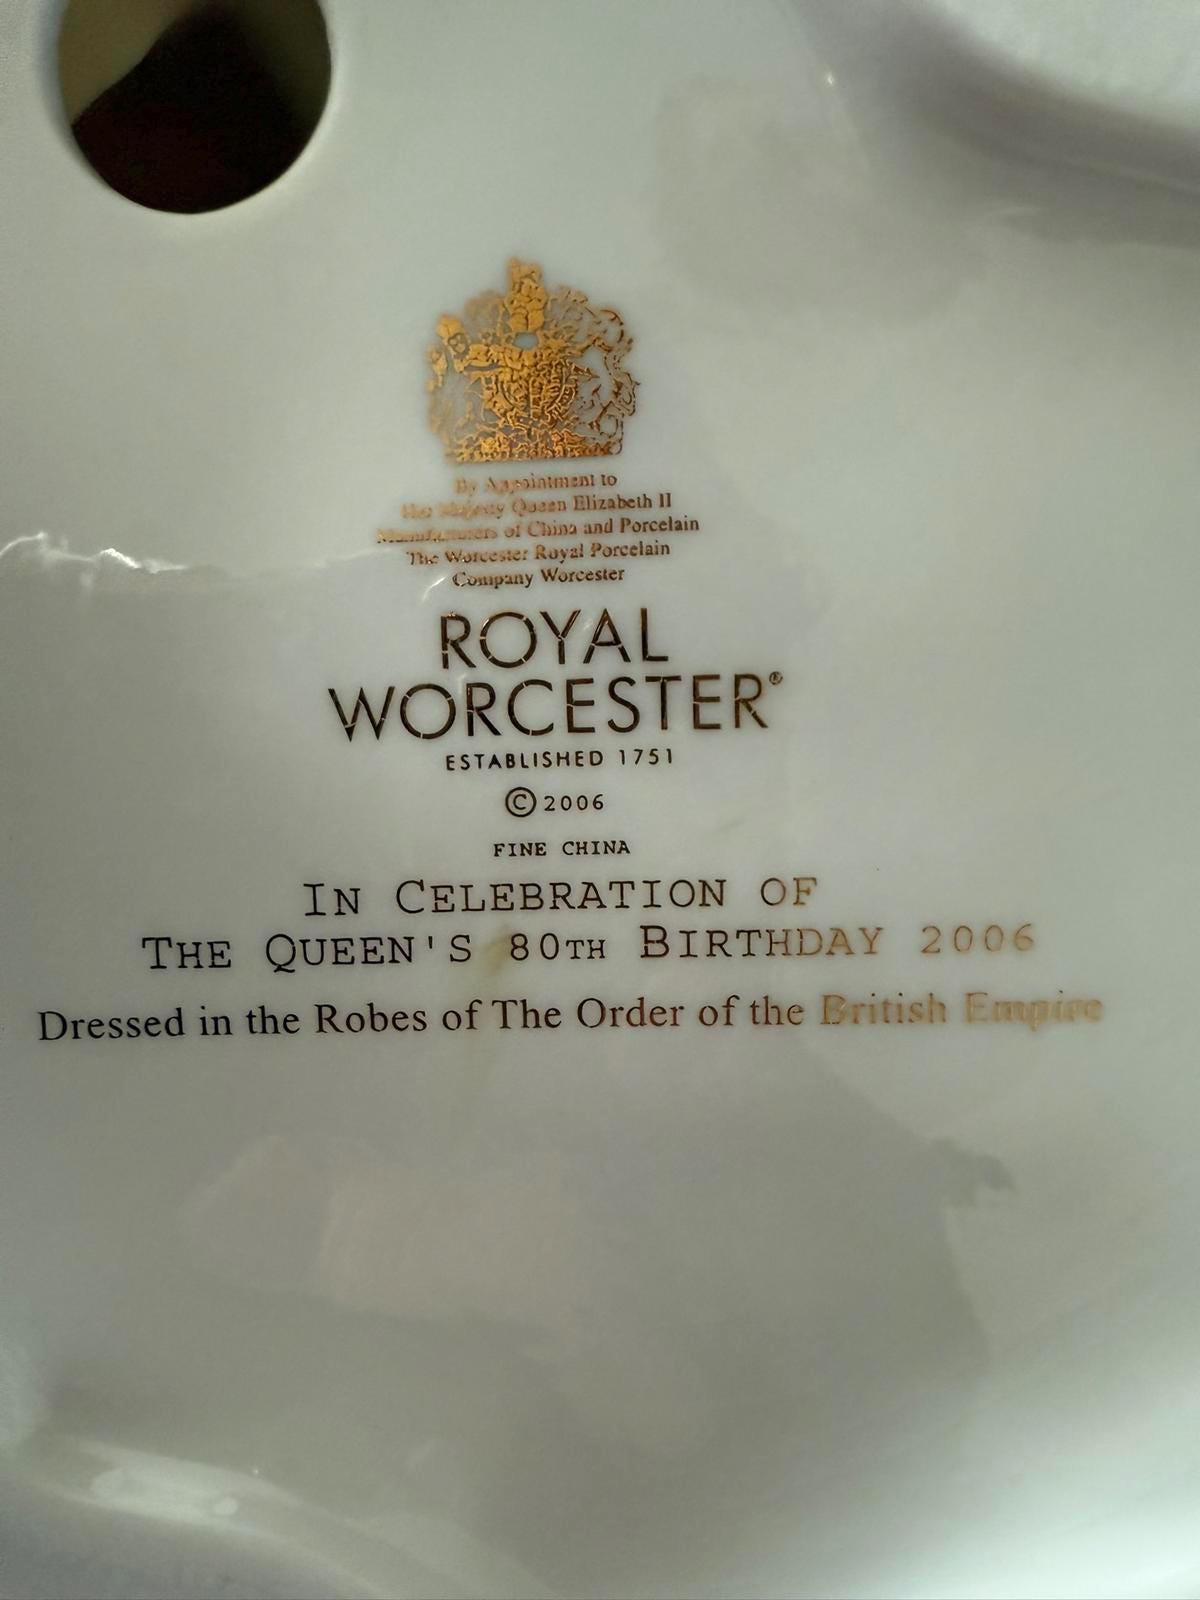 By Appointment to
Her Majesty Queen Elizabeth II
Manufacturers of China and Porcelain
The Worcester Royal Porcelain
Company Worcester
ROYAL
WORCESTER®
ESTABLISHED 1751
©2006
FINE CHINA
IN CELEBRATION OF
THE QUEEN'S 80TH BIRTHDAY 2006
Dressed in the Robes of The Order of the British Empire